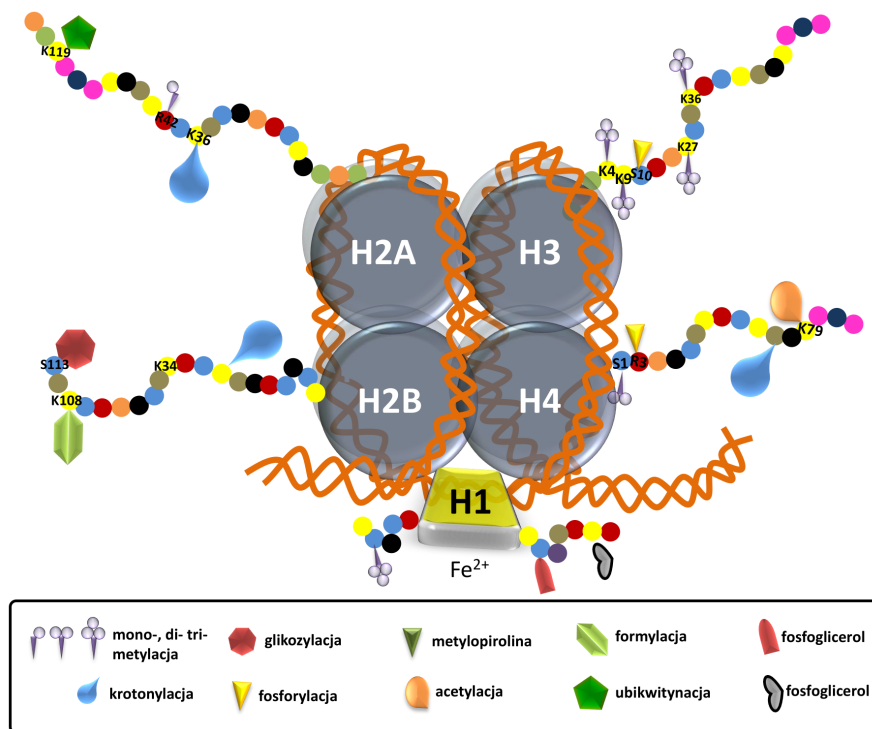 K119
R42
K36
K36
K27
K4
K9
S10
H2A
H3
S113
K108
K34
H2B
H4
S1
R3
K79
H1
Fe²⁺
mono-, di- tri-
metylacja
glikozylacja
metylopirolina
formylacja
fosfoglicerol
krotonylacja
fosforylacja
acetylacja
ubikwitynacja
fosfoglicerol